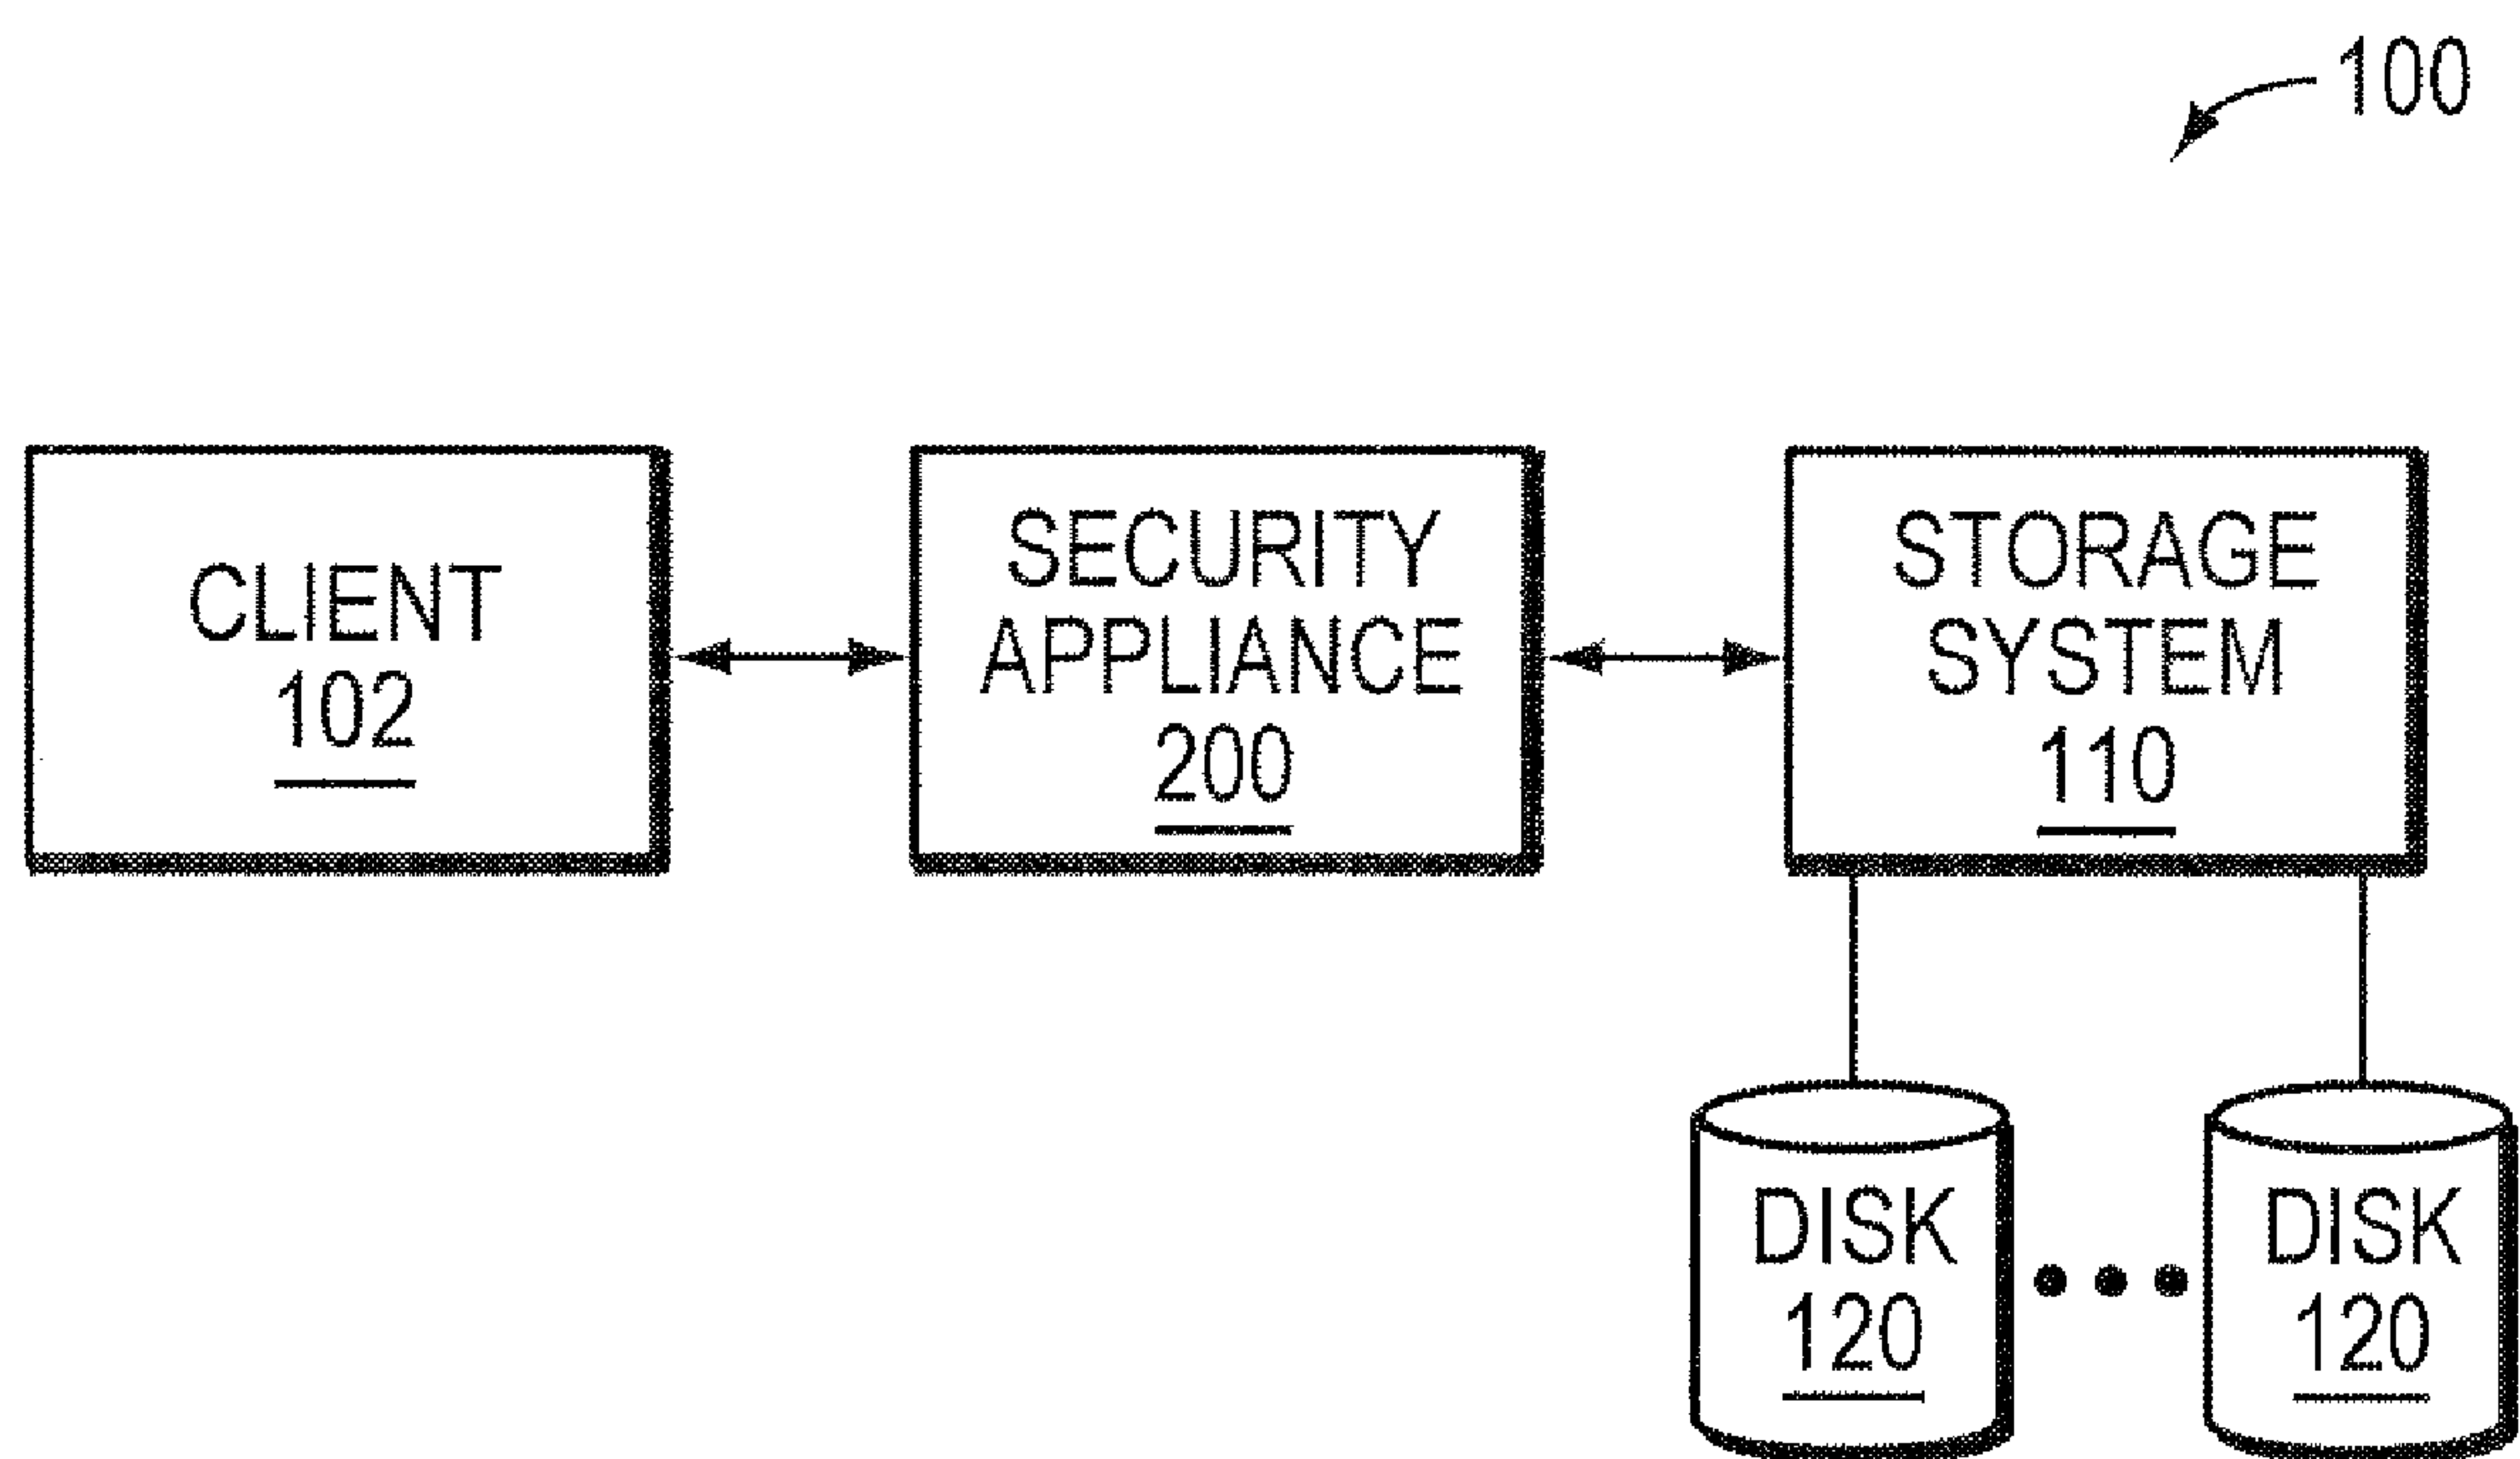 100
CLIENT
102
SECURITY
APPLIANCE
200
STORAGE
SYSTEM
110
DISK
120
DISK
120